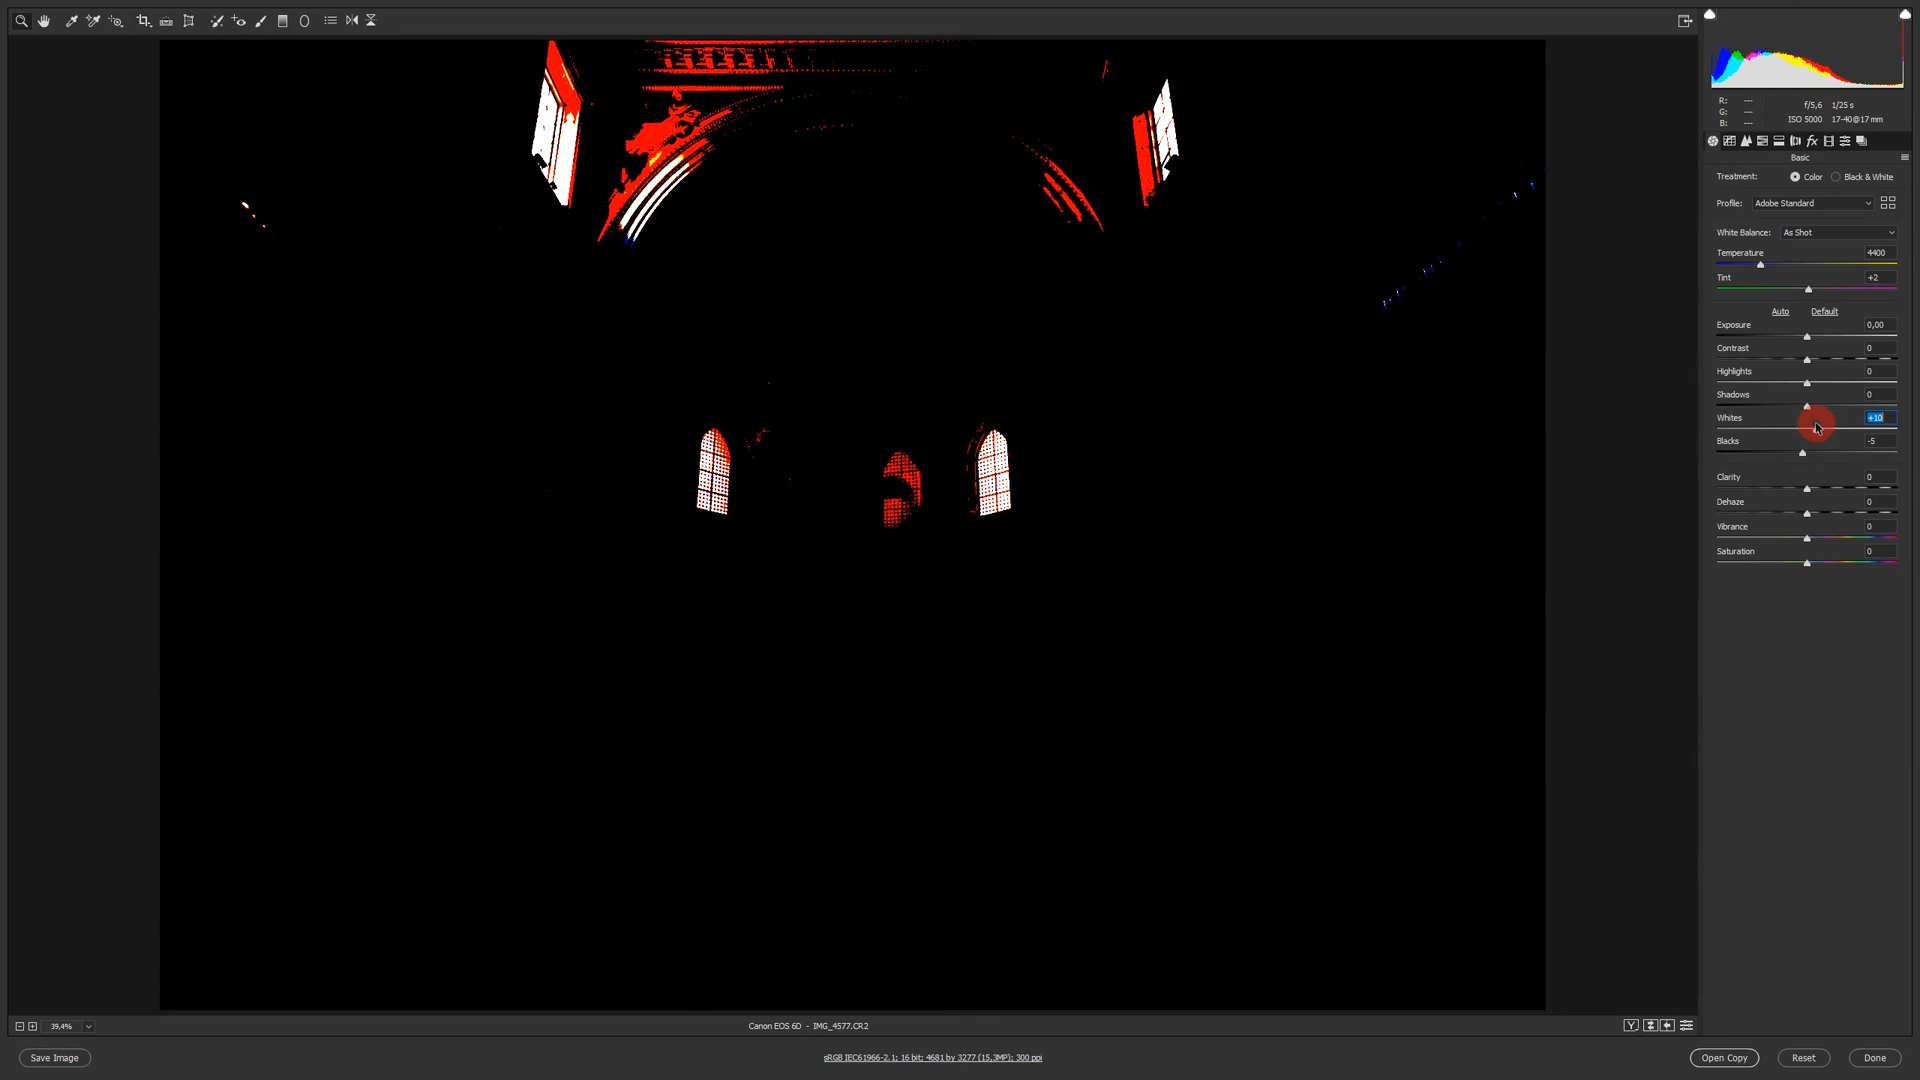 R: ---
G: ---
B: ---
f/5,6 1/25 s
ISO 5000 17-40@17 mm
Basic
Treatment: Color Black & White
Profile: Adobe Standard
White Balance: As Shot
Temperature 4400
Tint +2
Auto Default
Exposure 0,00
Contrast 0
Highlights 0
Shadows 0
Whites +10
Blacks -5
Clarity 0
Dehaze 0
Vibrance 0
Saturation 0
39,4% Canon EOS 6D - IMG_4577.CR2 Y
Save Image sRGB IEC61966-2.1; 16 bit; 4681 by 3277 (15,3MP); 300 ppi Open Copy Reset Done